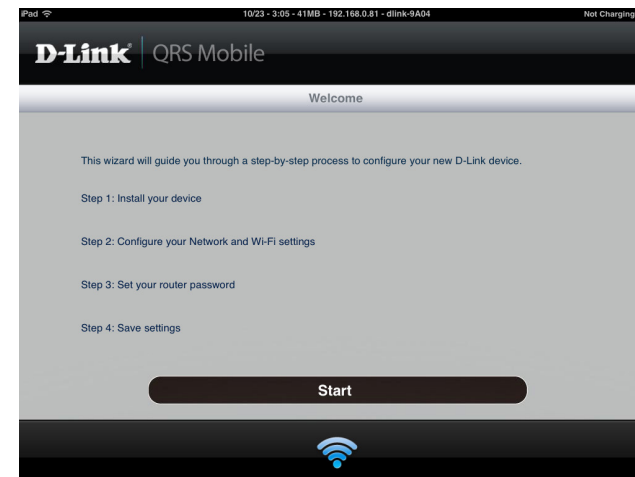 iPad 10/23 - 3:05 - 41MB - 192.168.0.81 - dlink-9A04 Not Charging
D-Link QRS Mobile
Welcome
This wizard will guide you through a step-by-step process to configure your new D-Link device.
Step 1: Install your device
Step 2: Configure your Network and Wi-Fi settings
Step 3: Set your router password
Step 4: Save settings
Start